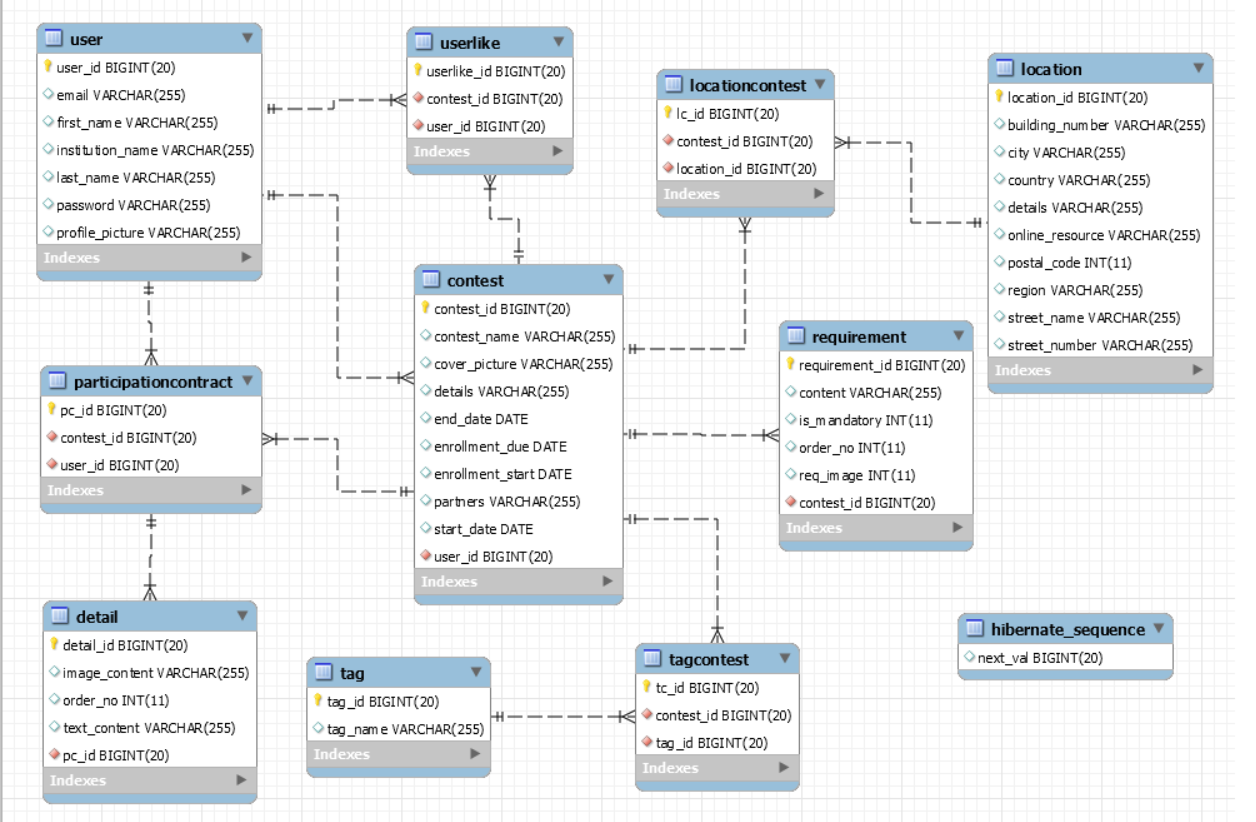 user
user_id BIGINT(20)
email VARCHAR(255)
first_name VARCHAR(255)
institution_name VARCHAR(255)
last_name VARCHAR(255)
password VARCHAR(255)
profile_picture VARCHAR(255)
Indexes
userlike
userlike_id BIGINT(20)
contest_id BIGINT(20)
user_id BIGINT(20)
Indexes
locationcontest
lc_id BIGINT(20)
contest_id BIGINT(20)
location_id BIGINT(20)
Indexes
location
location_id BIGINT(20)
building_number VARCHAR(255)
city VARCHAR(255)
country VARCHAR(255)
details VARCHAR(255)
online_resource VARCHAR(255)
postal_code INT(11)
region VARCHAR(255)
street_name VARCHAR(255)
street_number VARCHAR(255)
Indexes
contest
contest_id BIGINT(20)
contest_name VARCHAR(255)
cover_picture VARCHAR(255)
details VARCHAR(255)
end_date DATE
enrollment_due DATE
enrollment_start DATE
partners VARCHAR(255)
start_date DATE
user_id BIGINT(20)
Indexes
requirement
requirement_id BIGINT(20)
content VARCHAR(255)
is_mandatory INT(11)
order_no INT(11)
req_image INT(11)
contest_id BIGINT(20)
Indexes
participationcontract
pc_id BIGINT(20)
contest_id BIGINT(20)
user_id BIGINT(20)
Indexes
detail
detail_id BIGINT(20)
image_content VARCHAR(255)
order_no INT(11)
text_content VARCHAR(255)
pc_id BIGINT(20)
Indexes
tag
tag_id BIGINT(20)
tag_name VARCHAR(255)
Indexes
tagcontest
tc_id BIGINT(20)
contest_id BIGINT(20)
tag_id BIGINT(20)
Indexes
hibernate_sequence
next_val BIGINT(20)